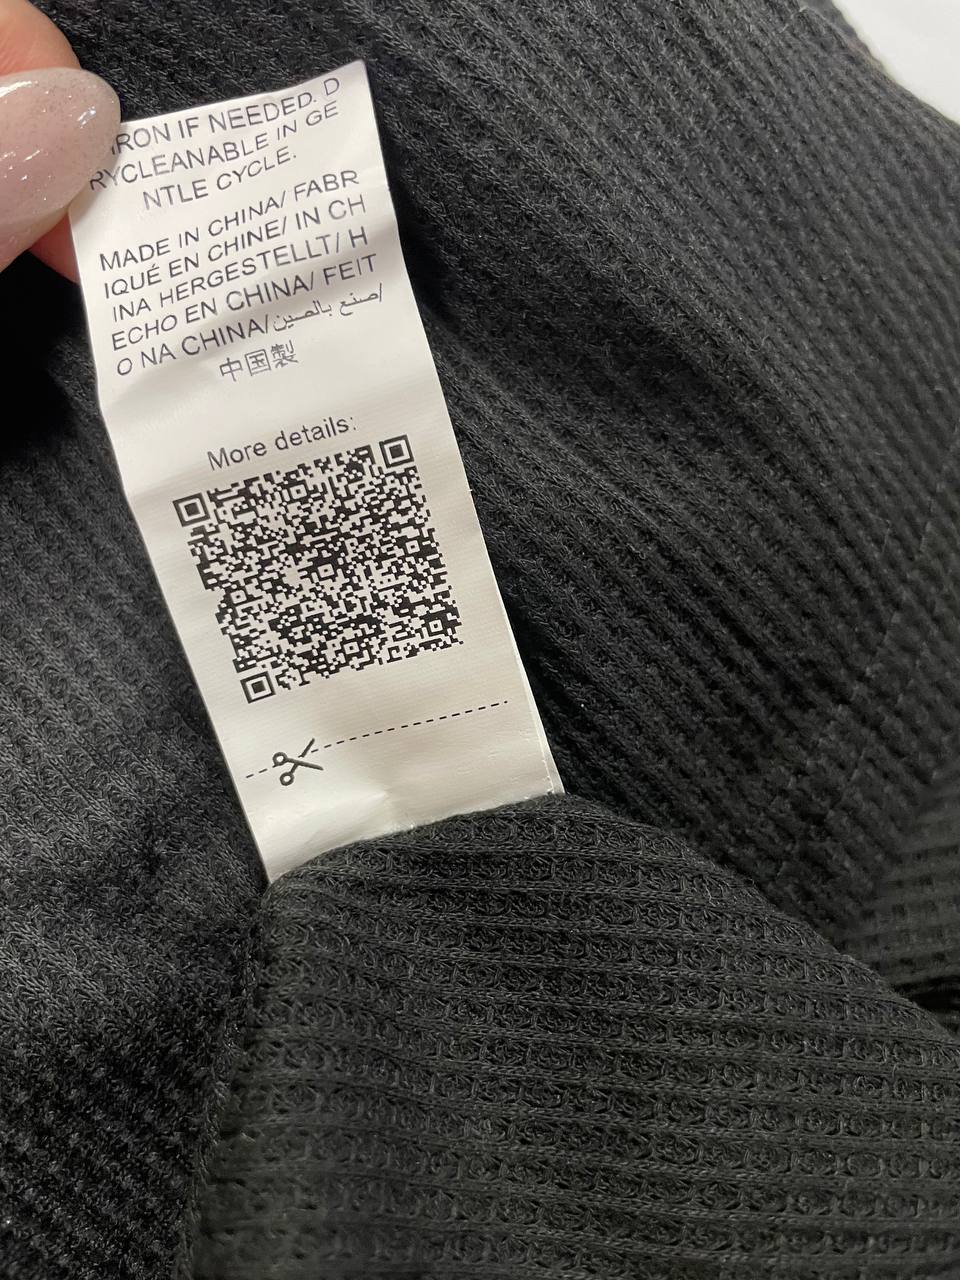 IRON IF NEEDED. D
RYCLEANABLE IN GE
NTLE CYCLE.
MADE IN CHINA/ FABR
IQUÉ EN CHINE/ IN CH
INA HERGESTELLT/ H
ECHO EN CHINA/ FEIT
O NA CHINA/صنع بالصين/
中国製
More details: